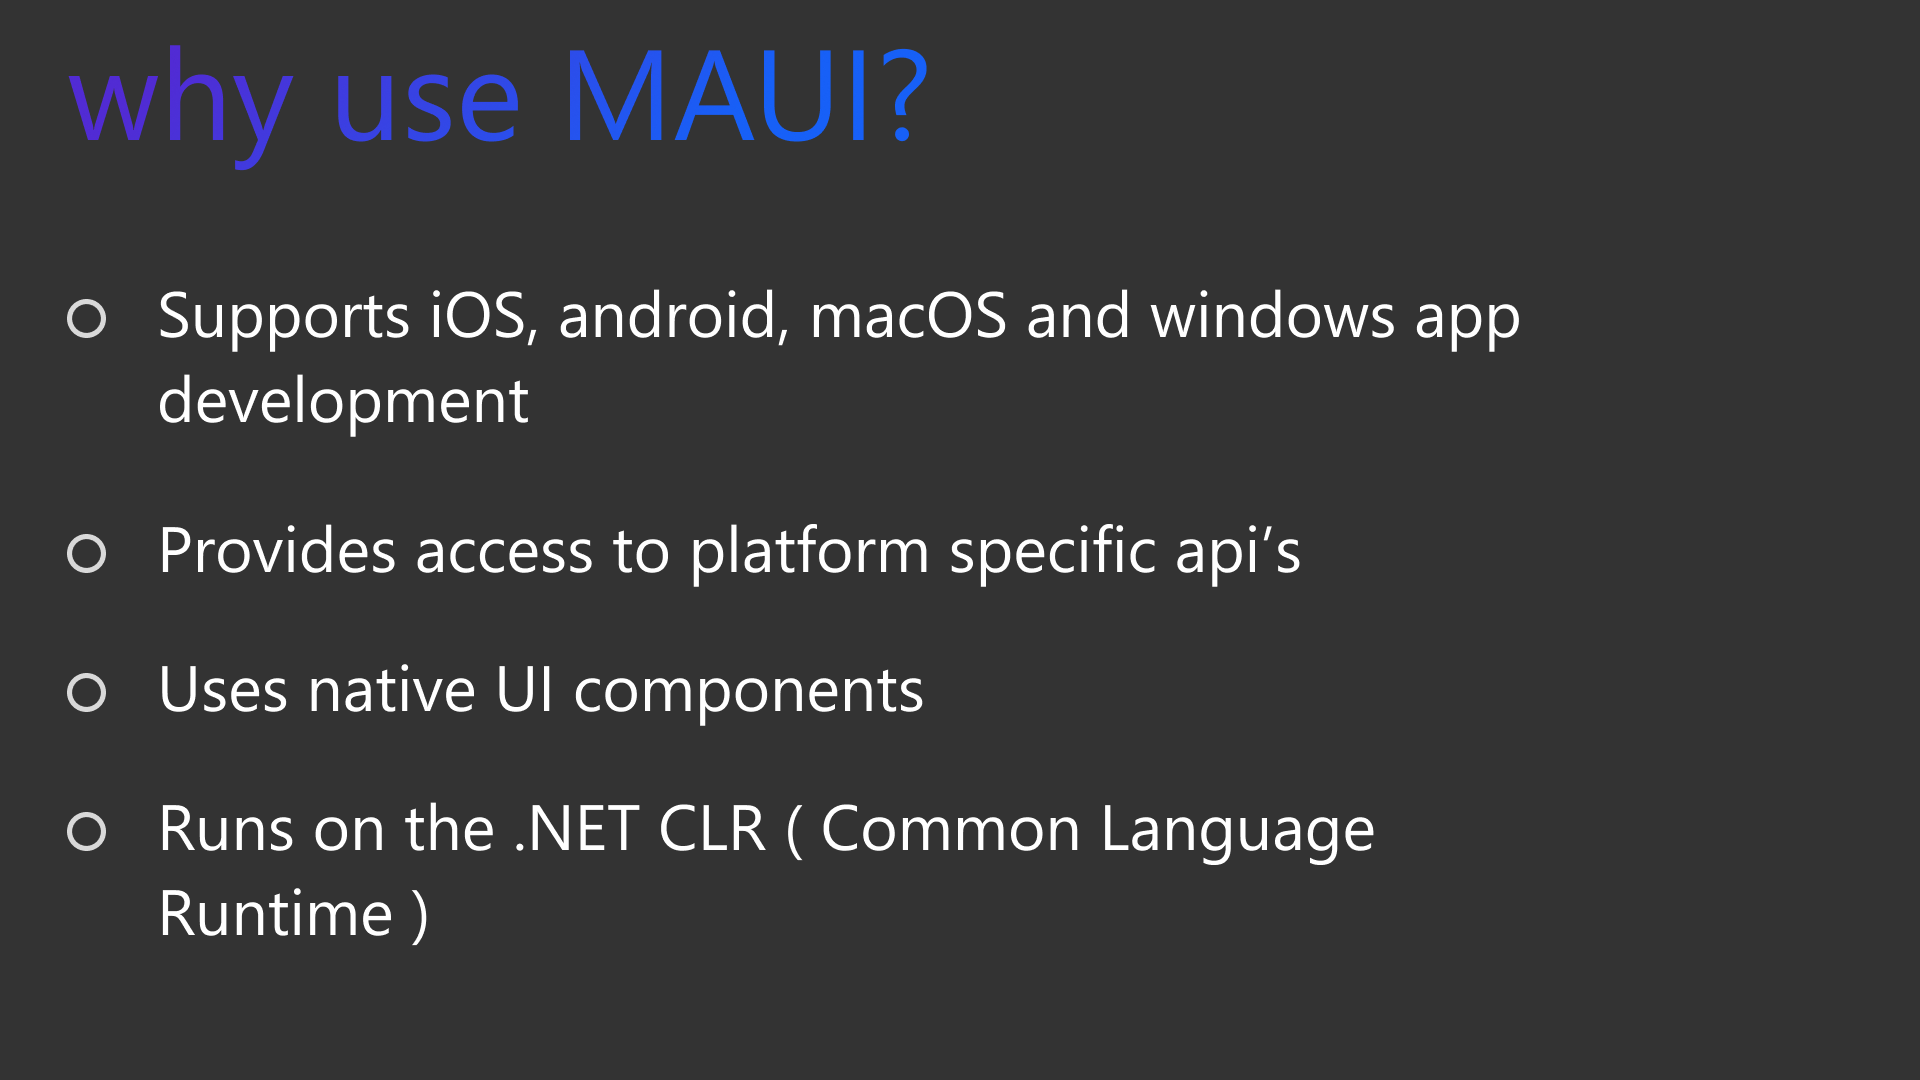 why use MAUI?
Supports iOS, android, macOS and windows app
development
Provides access to platform specific api’s
Uses native UI components
Runs on the .NET CLR ( Common Language
Runtime )